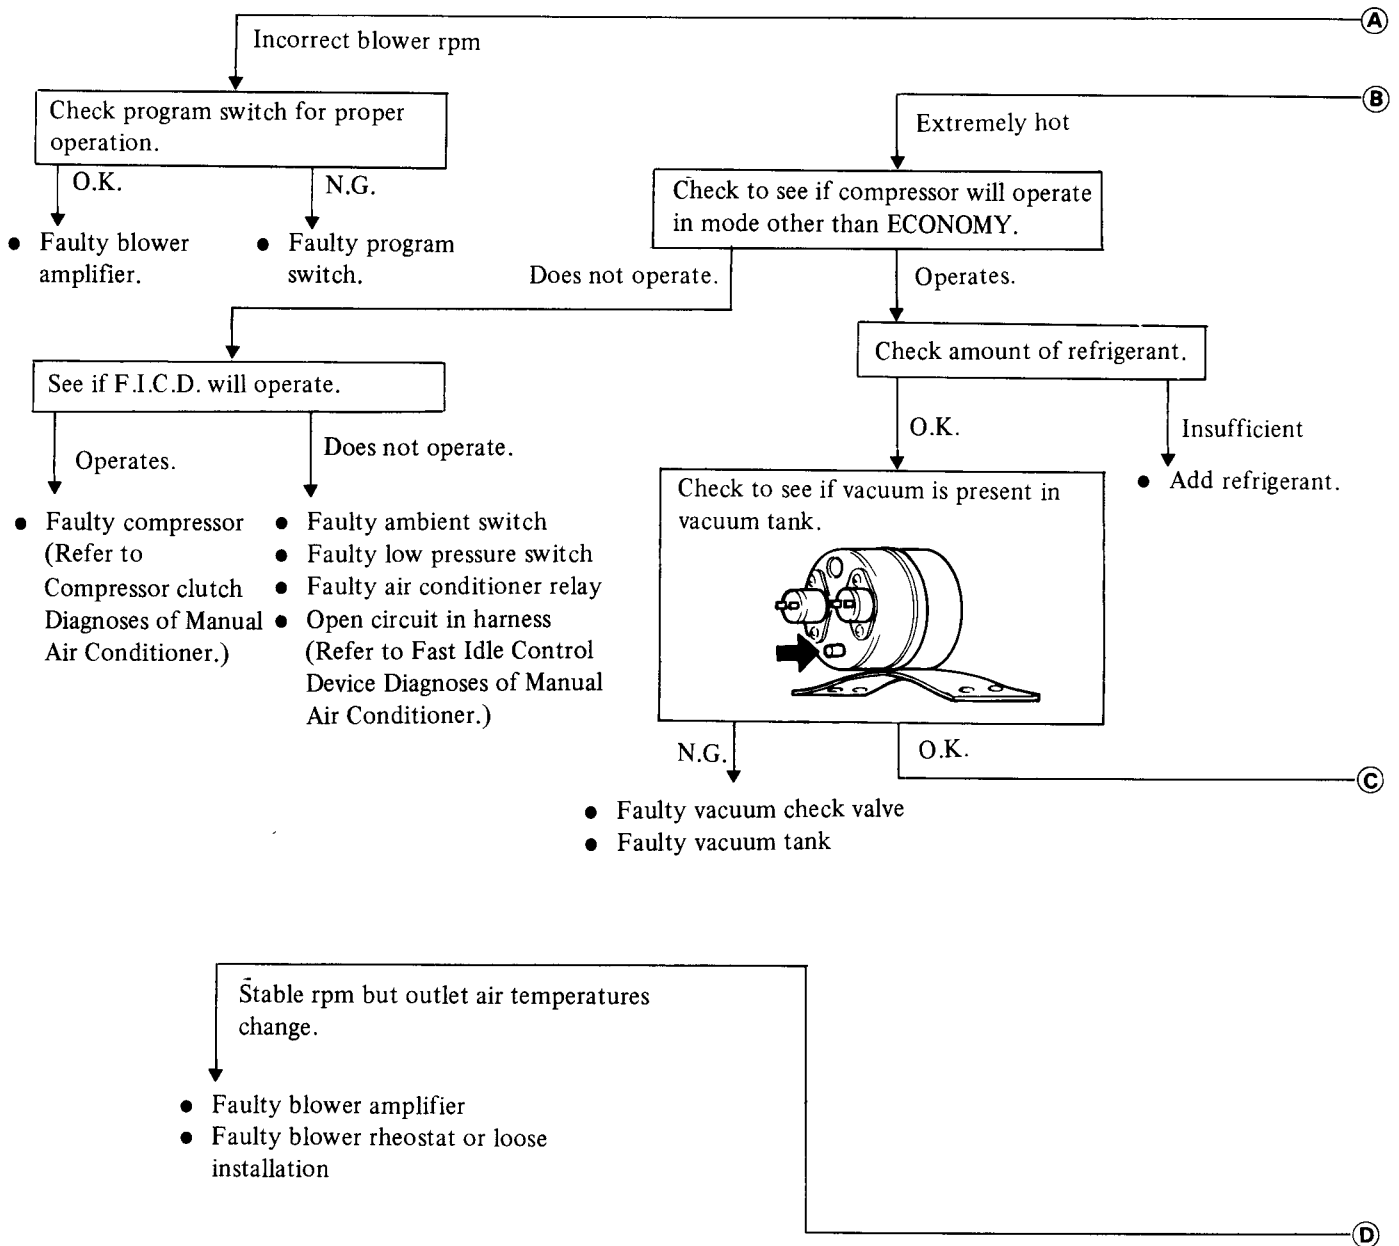 A
Incorrect blower rpm
Check program switch for proper
operation.
O.K.
N.G.
● Faulty blower
amplifier.
● Faulty program
switch.
B
Extremely hot
Check to see if compressor will operate
in mode other than ECONOMY.
Does not operate.
Operates.
See if F.I.C.D. will operate.
Operates.
Does not operate.
● Faulty compressor
(Refer to
Compressor clutch
Diagnoses of Manual
Air Conditioner.)
● Faulty ambient switch
● Faulty low pressure switch
● Faulty air conditioner relay
● Open circuit in harness
(Refer to Fast Idle Control
Device Diagnoses of Manual
Air Conditioner.)
Check amount of refrigerant.
O.K.
Insufficient
● Add refrigerant.
Check to see if vacuum is present in
vacuum tank.
N.G.
O.K.
C
● Faulty vacuum check valve
● Faulty vacuum tank
Stable rpm but outlet air temperatures
change.
● Faulty blower amplifier
● Faulty blower rheostat or loose
installation
D